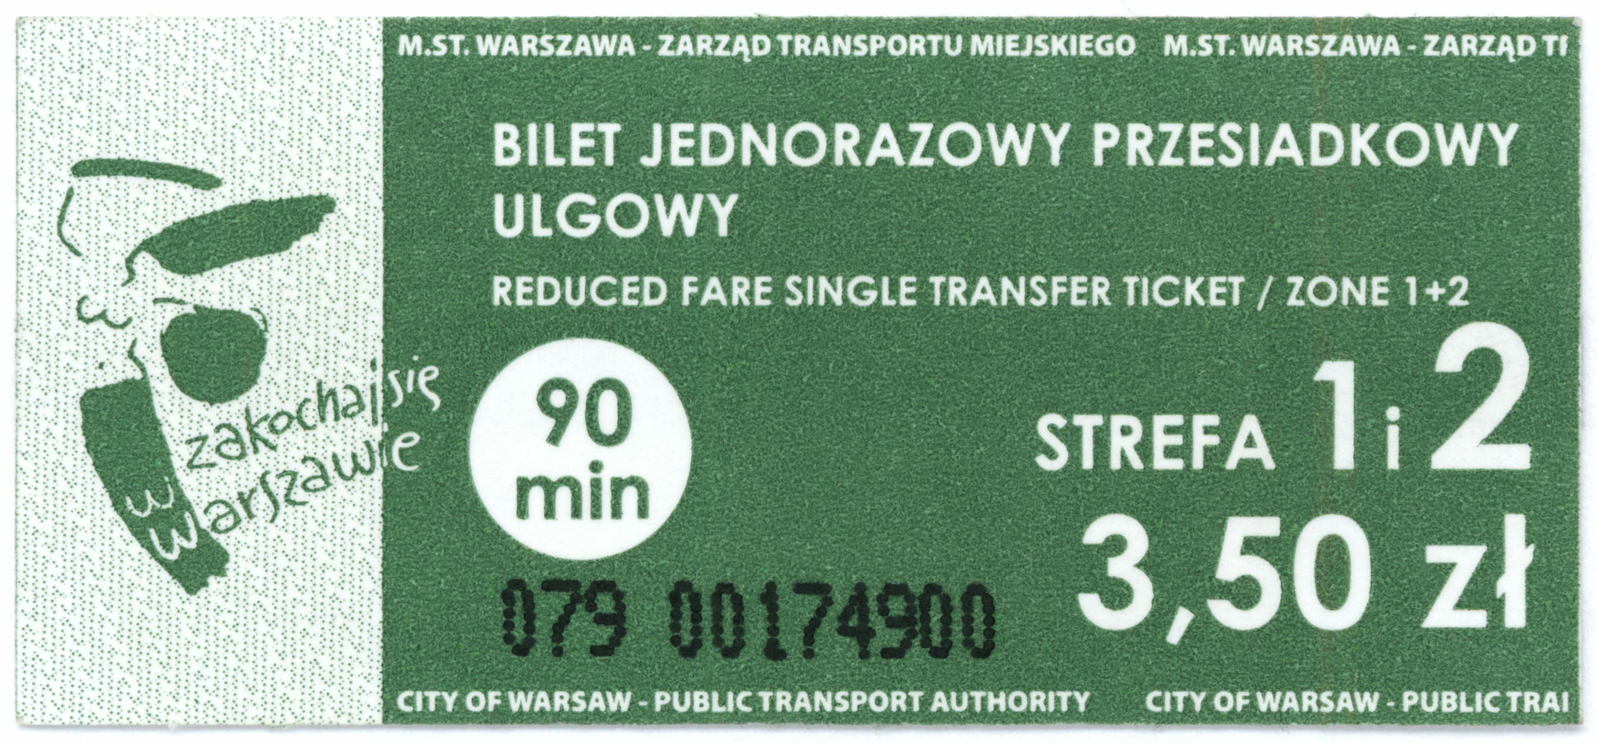 M.ST. WARSZAWA - ZARZĄD TRANSPORTU MIEJSKIEGO M.ST. WARSZAWA - ZARZĄD
BILET JEDNORAZOWY PRZESIADKOWY
ULGOWY
REDUCED FARE SINGLE TRANSFER TICKET / ZONE 1+2
zakochaj się
w warszawie
90
min
STREFA 1 i 2
3,50 zł
079 00174900
CITY OF WARSAW - PUBLIC TRANSPORT AUTHORITY CITY OF WARSAW - PUBLIC